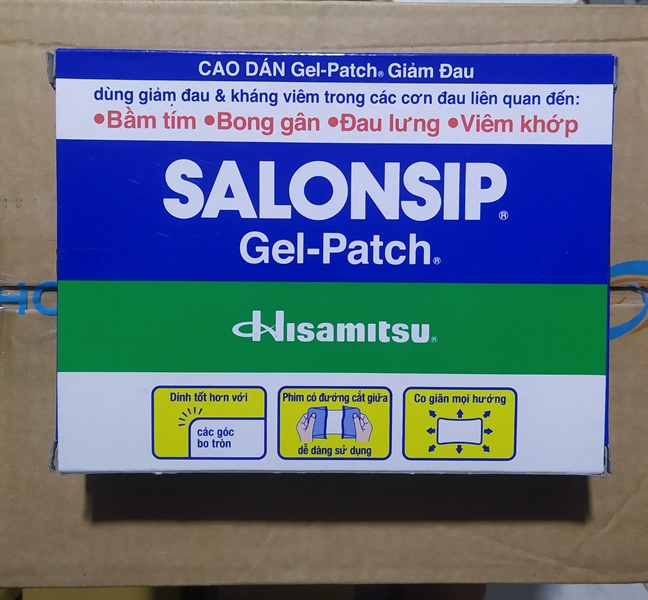 CAO DÁN Gel-Patch® Giảm Đau
dùng giảm đau & kháng viêm trong các cơn đau liên quan đến:
•Bầm tím •Bong gân •Đau lưng •Viêm khớp
SALONSIP®
Gel-Patch®
HO
Hisamitsu®
Dính tốt hơn với
các góc
bo tròn
Phim có đường cắt giữa
dễ dàng sử dụng
Co giãn mọi hướng